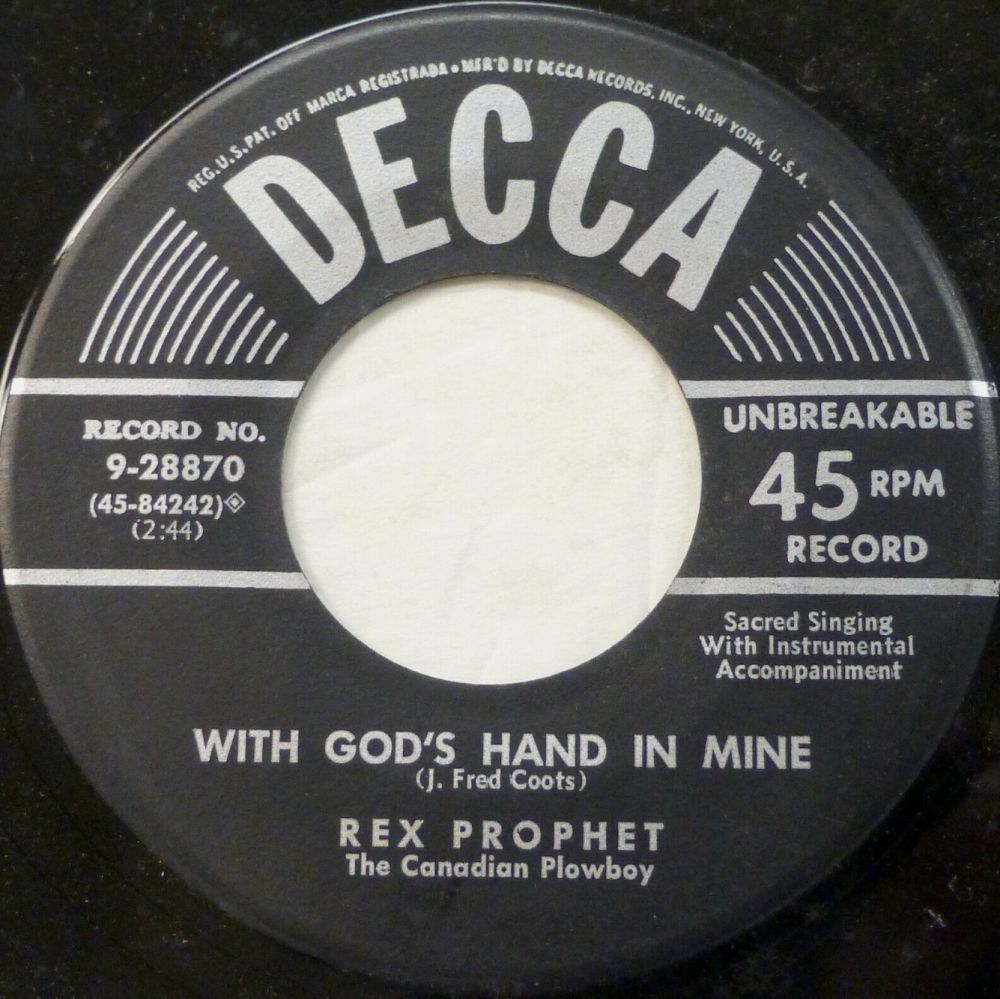 REG. U.S. PAT. OFF MARCA REGISTRADA • MFR'D BY DECCA RECORDS, INC., NEW YORK, U.S.A.
DECCA
RECORD NO.
9-28870
(45-84242)
(2:44)
UNBREAKABLE
45 RPM
RECORD
Sacred Singing
With Instrumental
Accompaniment
WITH GOD'S HAND IN MINE
(J. Fred Coots)
REX PROPHET
The Canadian Plowboy